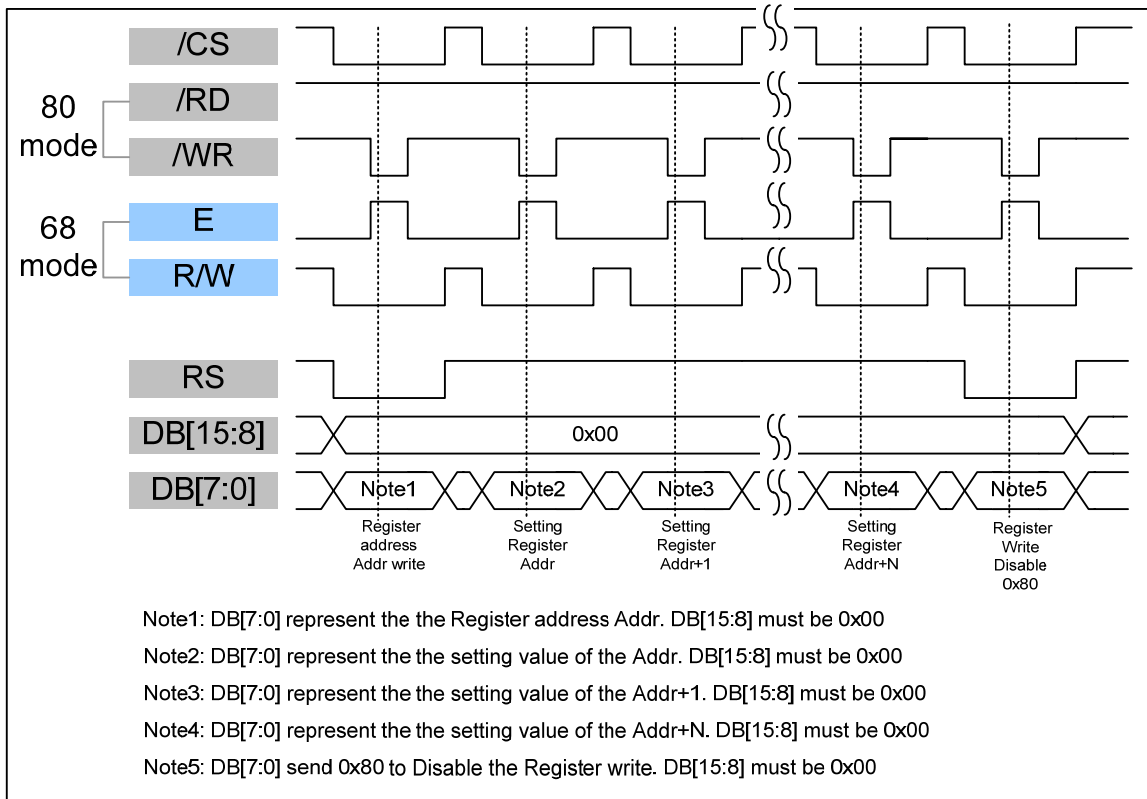 /CS
80
mode
/RD
/WR
68
mode
E
R/W
RS
DB[15:8]
0x00
DB[7:0]
Note1
Note2
Note3
Note4
Note5
Register
address
Addr write
Setting
Register
Addr
Setting
Register
Addr+1
Setting
Register
Addr+N
Register
Write
Disable
0x80
Note1: DB[7:0] represent the the Register address Addr. DB[15:8] must be 0x00
Note2: DB[7:0] represent the the setting value of the Addr. DB[15:8] must be 0x00
Note3: DB[7:0] represent the the setting value of the Addr+1. DB[15:8] must be 0x00
Note4: DB[7:0] represent the the setting value of the Addr+N. DB[15:8] must be 0x00
Note5: DB[7:0] send 0x80 to Disable the Register write. DB[15:8] must be 0x00